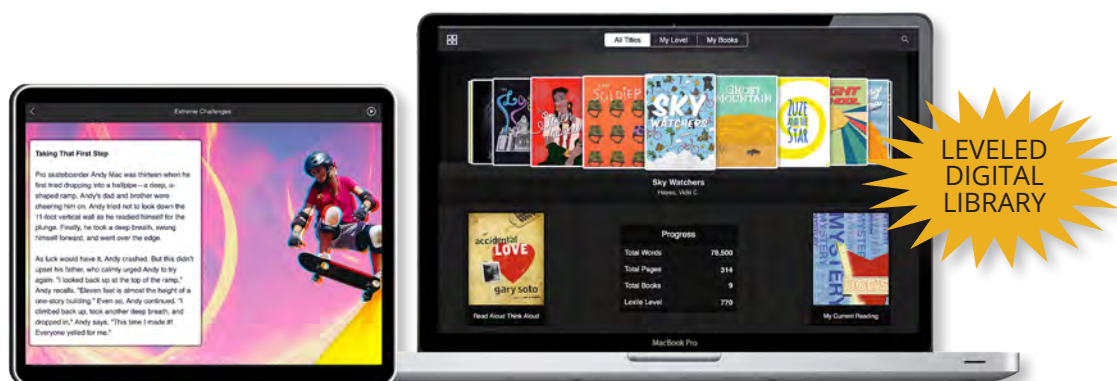 Extreme Challenges
Taking That First Step
Pro skateboarder Andy Mac was thirteen when he
first tried dropping into a halfpipe—a deep, u-
shaped ramp. Andy's dad and brother were
cheering him on. Andy tried not to look down the
11-foot vertical wall as he readied himself for the
plunge. Finally, he took a deep breath, swung
himself forward, and went over the edge.
As luck would have it, Andy crashed. But this didn't
upset his father, who calmly urged Andy to try
again. "I looked back up at the top of the ramp,"
Andy recalls. "Eleven feet is almost the height of a
one-story building." Even so, Andy continued. "I
climbed back up, took another deep breath, and
dropped in," Andy says. "This time I made it!
Everyone yelled for me."
All Titles
My Level
My Books
SOLDIER
SKY
WATCHERS
GHOST
MOUNTAIN
ZUZE
AND THE
STAR
Sky Watchers
Hayes, Vicki C.
accidental
LOVE
gary soto
Read Aloud Think Aloud
Progress
Total Words 78,500
Total Pages 314
Total Books 9
Lexile Level 770
MYSTERY
My Current Reading
MacBook Pro
LEVELED
DIGITAL
LIBRARY